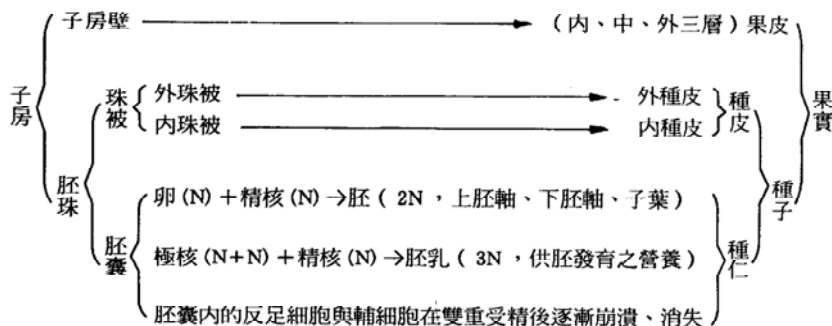 子房壁 （內、中、外三層）果皮
子房
珠被
外珠被 外種皮
內珠被 內種皮
種皮
果實
胚珠
種子
卵(N)＋精核(N)→胚（2N，上胚軸、下胚軸、子葉）
胚囊
極核(N+N)＋精核(N)→胚乳（3N，供胚發育之營養）
種仁
胚囊內的反足細胞與輔細胞在雙重受精後逐漸崩潰、消失